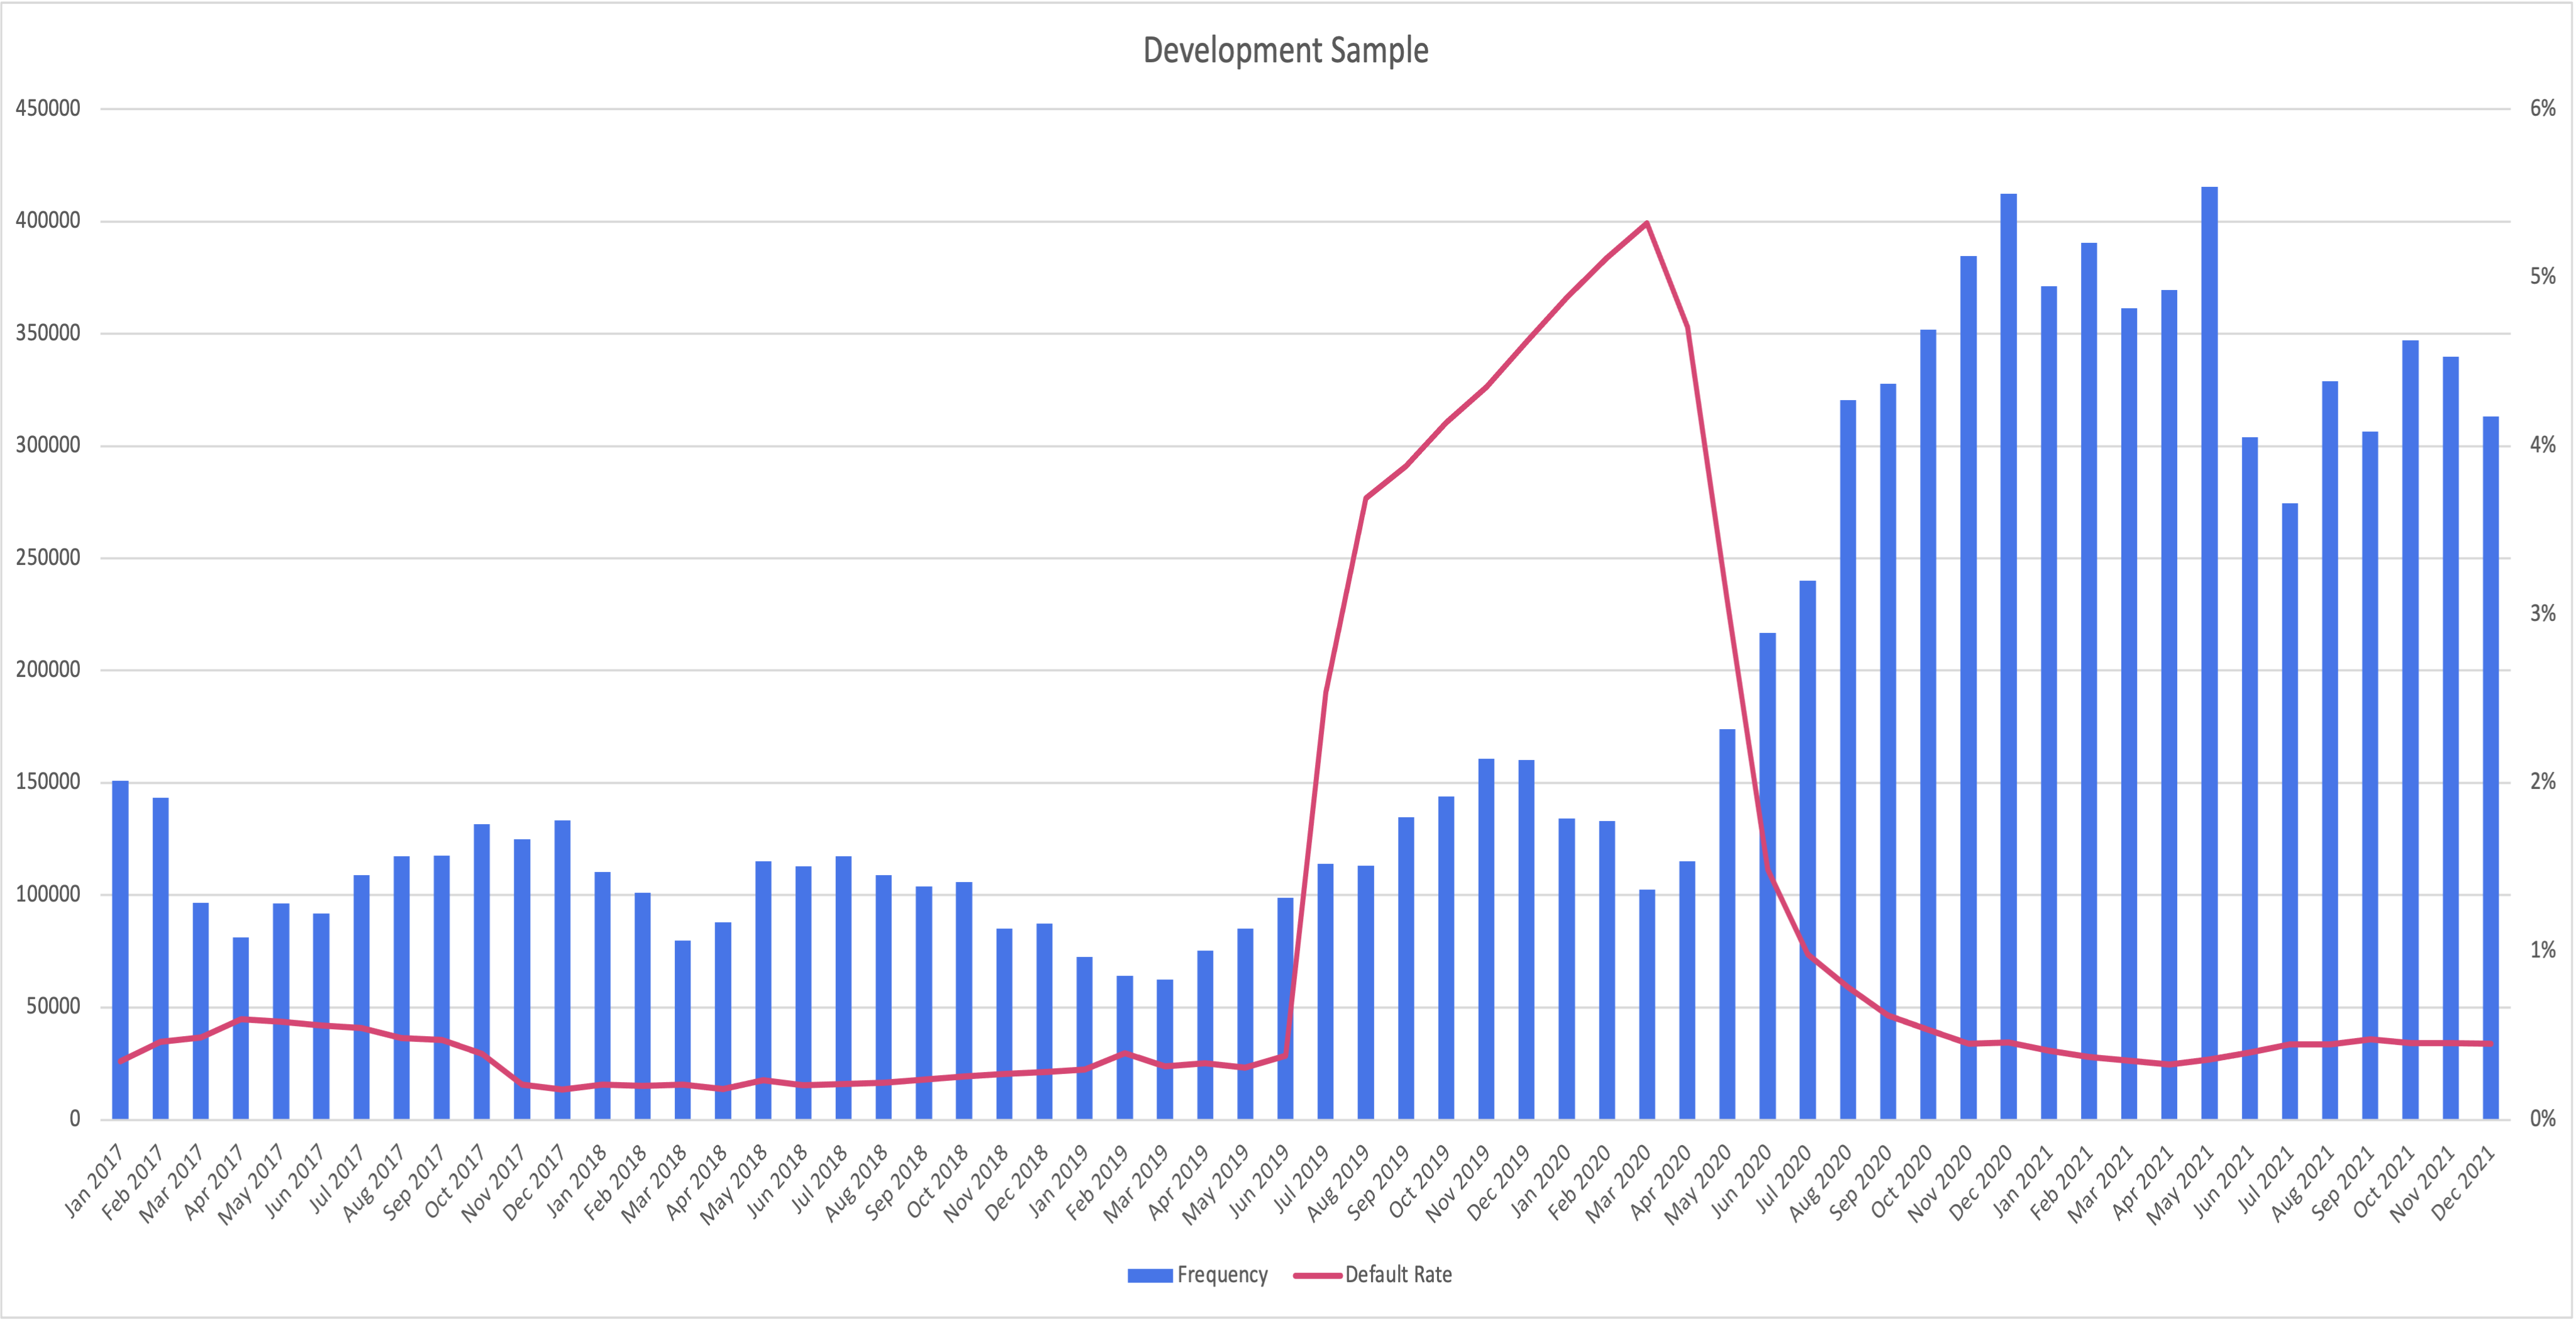 Development Sample
450000
400000
350000
300000
250000
200000
150000
100000
50000
0
6%
5%
4%
3%
2%
1%
0%
Jan 2017
Feb 2017
Mar 2017
Apr 2017
May 2017
Jun 2017
Jul 2017
Aug 2017
Sep 2017
Oct 2017
Nov 2017
Dec 2017
Jan 2018
Feb 2018
Mar 2018
Apr 2018
May 2018
Jun 2018
Jul 2018
Aug 2018
Sep 2018
Oct 2018
Nov 2018
Dec 2018
Jan 2019
Feb 2019
Mar 2019
Apr 2019
May 2019
Jun 2019
Jul 2019
Aug 2019
Sep 2019
Oct 2019
Nov 2019
Dec 2019
Jan 2020
Feb 2020
Mar 2020
Apr 2020
May 2020
Jun 2020
Jul 2020
Aug 2020
Sep 2020
Oct 2020
Nov 2020
Dec 2020
Jan 2021
Feb 2021
Mar 2021
Apr 2021
May 2021
Jun 2021
Jul 2021
Aug 2021
Sep 2021
Oct 2021
Nov 2021
Dec 2021
Frequency
Default Rate